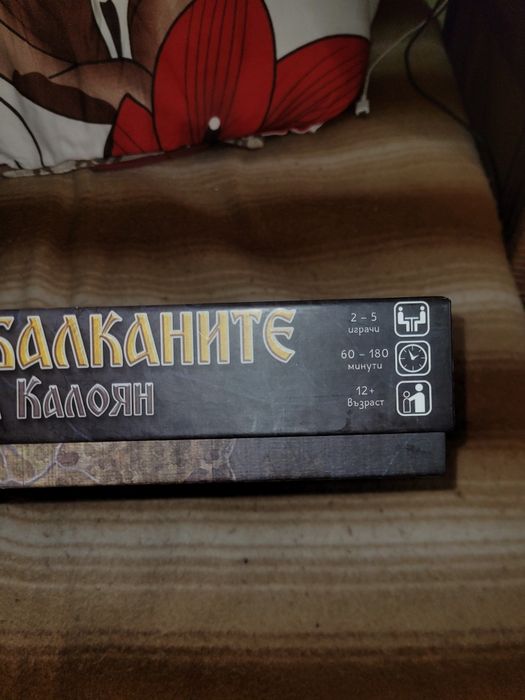 БАЛКАНИТЕ
Калоян
2 – 5
играчи
60 – 180
минути
12+
Възраст